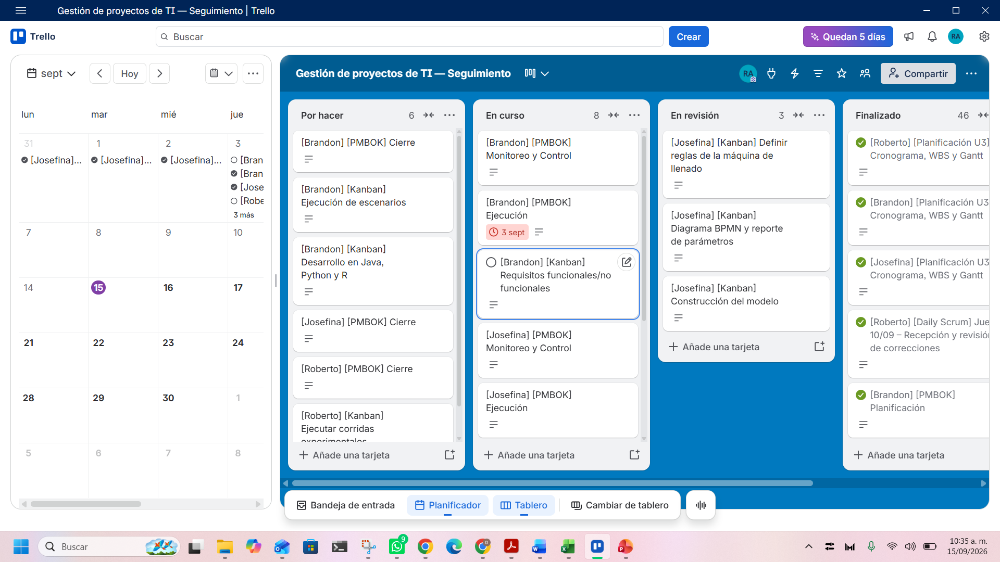 Gestión de proyectos de TI — Seguimiento | Trello
Trello
Buscar
Crear
Quedan 5 días
RA
sept
Hoy
lun mar mié jue
31 1 2 3
[Josefina]... [Josefina]... [Josefina]... [Bran
[Bran
[Jose
[Robe
3 más
7 8 9 10
14 15 16 17
21 22 23 24
28 29 30 1
5 6 7 8
Gestión de proyectos de TI — Seguimiento
RA
Compartir
Por hacer 6
[Brandon] [PMBOK] Cierre
[Brandon] [Kanban]
Ejecución de escenarios
[Brandon] [Kanban]
Desarrollo en Java,
Python y R
[Josefina] [PMBOK] Cierre
[Roberto] [PMBOK] Cierre
[Roberto] [Kanban]
Ejecutar corridas
experimentales
Añade una tarjeta
En curso 8
[Brandon] [PMBOK]
Monitoreo y Control
[Brandon] [PMBOK]
Ejecución
3 sept
[Brandon] [Kanban]
Requisitos funcionales/no
funcionales
[Josefina] [PMBOK]
Monitoreo y Control
[Josefina] [PMBOK]
Ejecución
Añade una tarjeta
En revisión 3
[Josefina] [Kanban] Definir
reglas de la máquina de
llenado
[Josefina] [Kanban]
Diagrama BPMN y reporte
de parámetros
[Josefina] [Kanban]
Construcción del modelo
Añade una tarjeta
Finalizado 46
[Roberto] [Planificación U3]
Cronograma, WBS y Gantt
[Brandon] [Planificación U3
Cronograma, WBS y Gantt
[Josefina] [Planificación U3
Cronograma, WBS y Gantt
[Roberto] [Daily Scrum] Jue
10/09 – Recepción y revisión
de correcciones
[Brandon] [PMBOK]
Planificación
Añade una tarjeta
Bandeja de entrada
Planificador
Tablero
Cambiar de tablero
Buscar
9
10:35 a. m.
15/09/2026